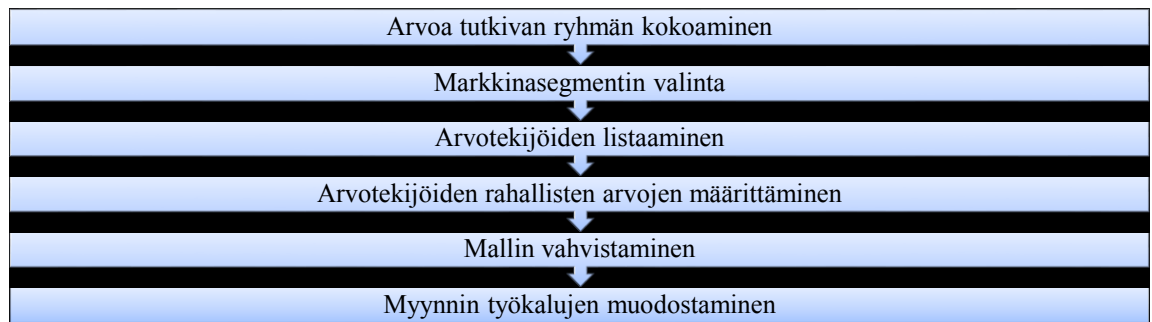 Arvoa tutkivan ryhmän kokoaminen
Markkinasegmentin valinta
Arvotekijöiden listaaminen
Arvotekijöiden rahallisten arvojen määrittäminen
Mallin vahvistaminen
Myynnin työkalujen muodostaminen